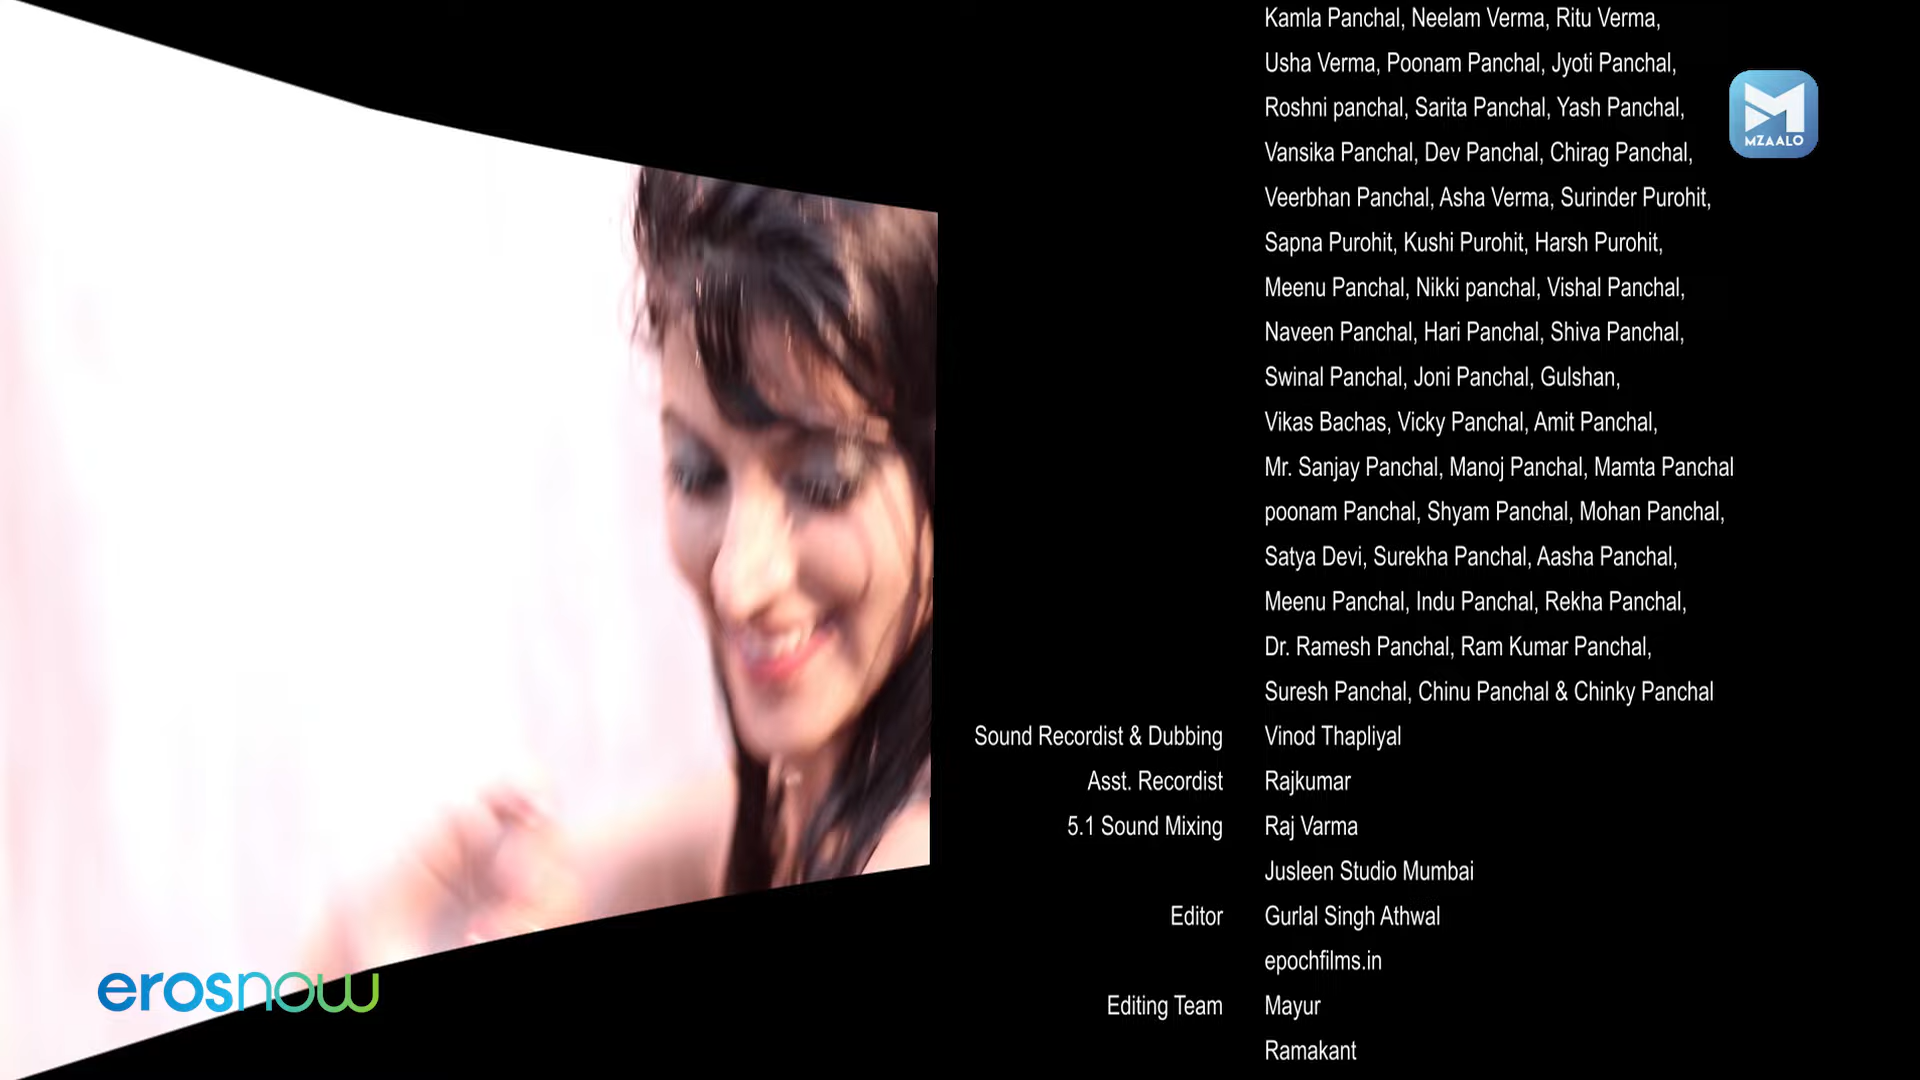 Kamla Panchal, Neelam Verma, Ritu Verma,
Usha Verma, Poonam Panchal, Jyoti Panchal,
Roshni panchal, Sarita Panchal, Yash Panchal,
MZAALO
Vansika Panchal, Dev Panchal, Chirag Panchal,
Veerbhan Panchal, Asha Verma, Surinder Purohit,
Sapna Purohit, Kushi Purohit, Harsh Purohit,
Meenu Panchal, Nikki panchal, Vishal Panchal,
Naveen Panchal, Hari Panchal, Shiva Panchal,
Swinal Panchal, Joni Panchal, Gulshan,
Vikas Bachas, Vicky Panchal, Amit Panchal,
Mr. Sanjay Panchal, Manoj Panchal, Mamta Panchal
poonam Panchal, Shyam Panchal, Mohan Panchal,
Satya Devi, Surekha Panchal, Aasha Panchal,
Meenu Panchal, Indu Panchal, Rekha Panchal,
Dr. Ramesh Panchal, Ram Kumar Panchal,
Suresh Panchal, Chinu Panchal & Chinky Panchal
Sound Recordist & Dubbing Vinod Thapliyal
Asst. Recordist Rajkumar
5.1 Sound Mixing Raj Varma
Jusleen Studio Mumbai
Editor Gurlal Singh Athwal
epochfilms.in
Editing Team Mayur
Ramakant
erosnow